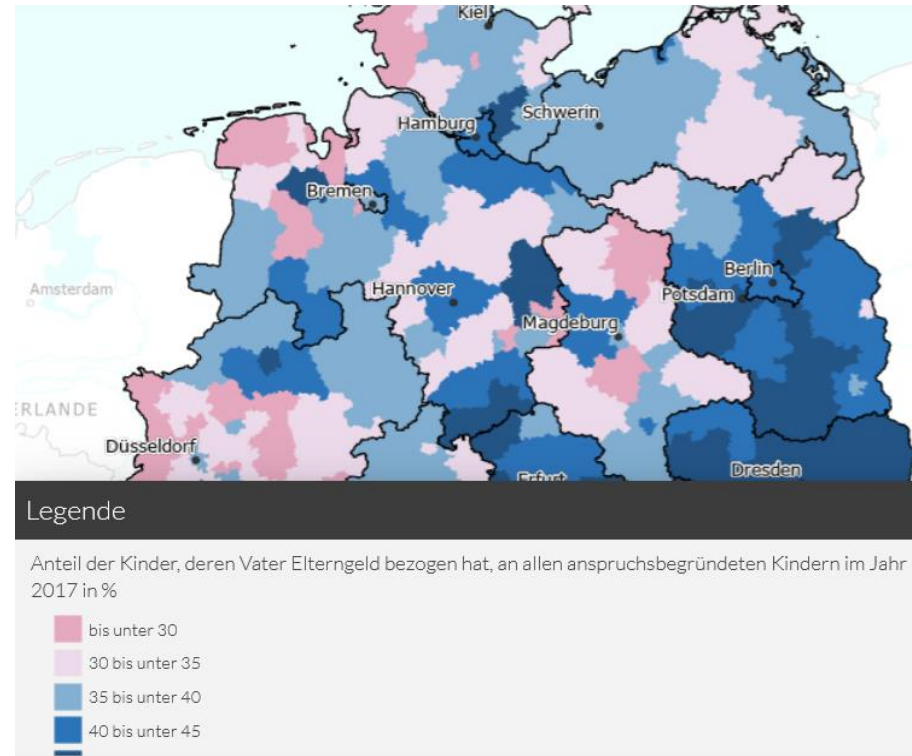 Kiel
Schwerin
Hamburg
Bremen
Berlin
Amsterdam
Hannover
Potsdam
Magdeburg
ERLANDE
Düsseldorf
Dresden
Erfurt
Legende
Anteil der Kinder, deren Vater Elterngeld bezogen hat, an allen anspruchsbegründeten Kindern im Jahr
2017 in %
bis unter 30
30 bis unter 35
35 bis unter 40
40 bis unter 45